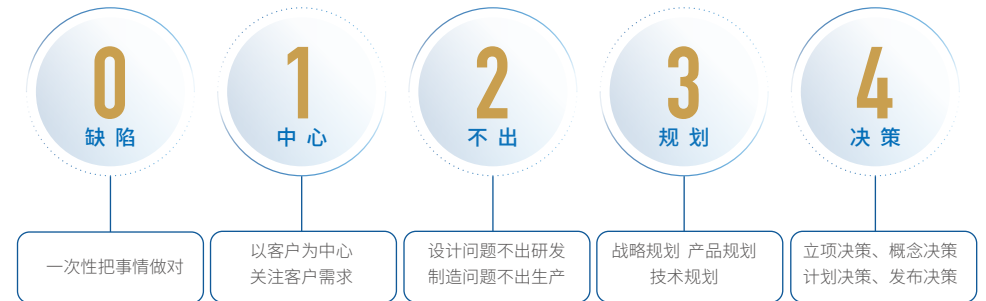 0
缺陷
一次性把事情做对
1
中心
以客户为中心
关注客户需求
2
不出
设计问题不出研发
制造问题不出生产
3
规划
战略规划 产品规划
技术规划
4
决策
立项决策、概念决策
计划决策、发布决策